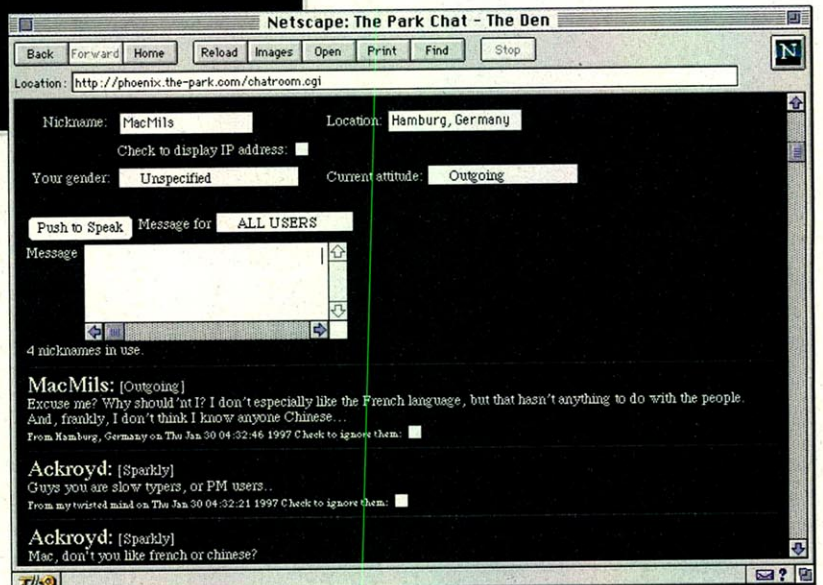 Netscape: The Park Chat - The Den
Back Forward Home Reload Images Open Print Find Stop
N
Location: http://phoenix.the-park.com/chatroom.cgi
Nickname: MacMils Location: Hamburg, Germany
Check to display IP address:
Your gender: Unspecified Current attitude: Outgoing
Push to Speak Message for ALL USERS
Message
4 nicknames in use.
MacMils: [Outgoing]
Excuse me? Why should'nt I? I don't especially like the French language, but that hasn't anything to do with the people.
And, frankly, I don't think I know anyone Chinese...
From Hamburg, Germany on Thu Jan 30 04:32:46 1997 Check to ignore them:
Ackroyd: [Sparkly]
Guys you are slow typers, or PM users..
From my twisted mind on Thu Jan 30 04:32:21 1997 Check to ignore them:
Ackroyd: [Sparkly]
Mac, don't you like french or chinese?
?